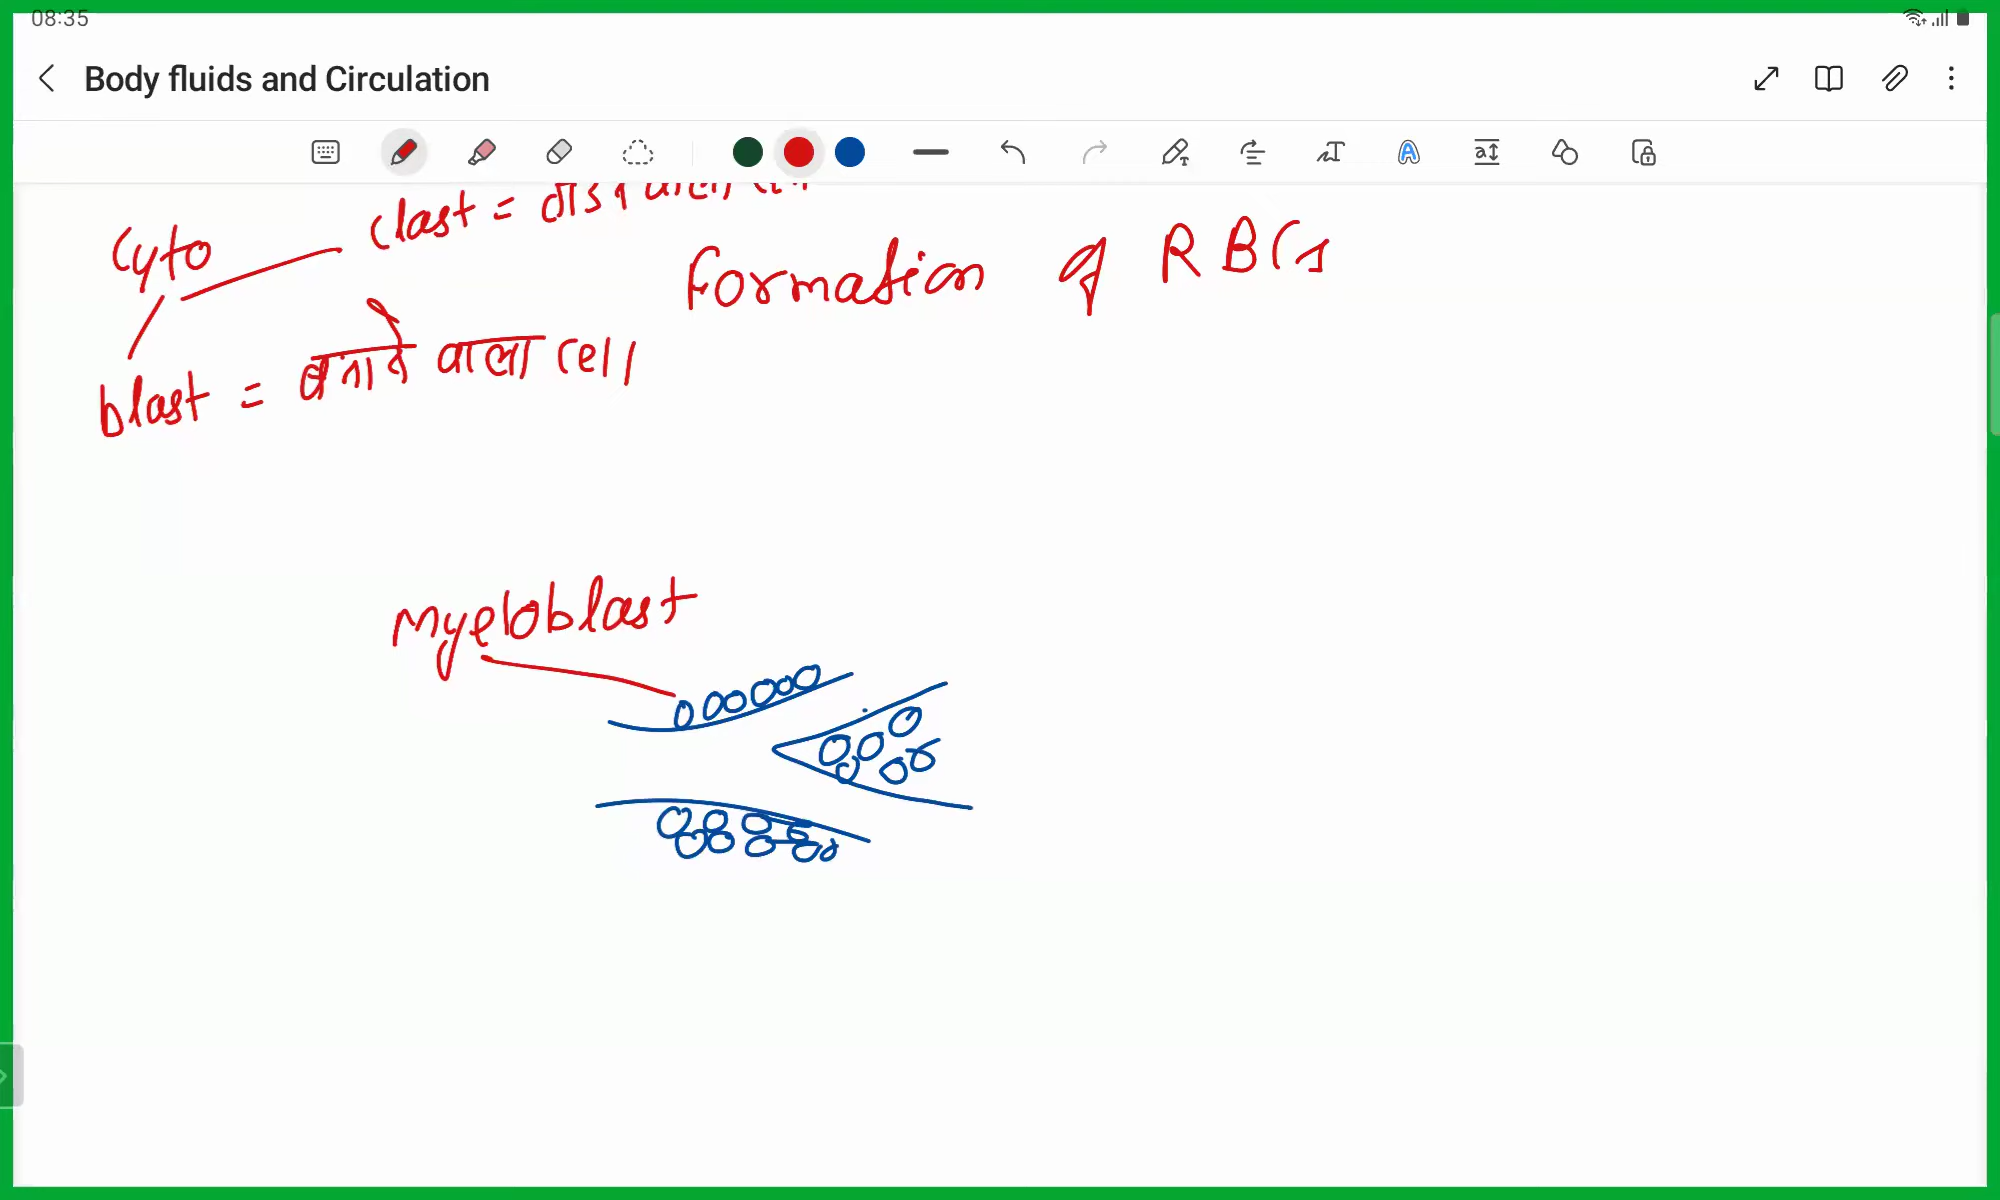 08:35
Body fluids and Circulation
Cyto
clast =
Formation of RBCs
blast = बनाने वाला cell
Myeloblast